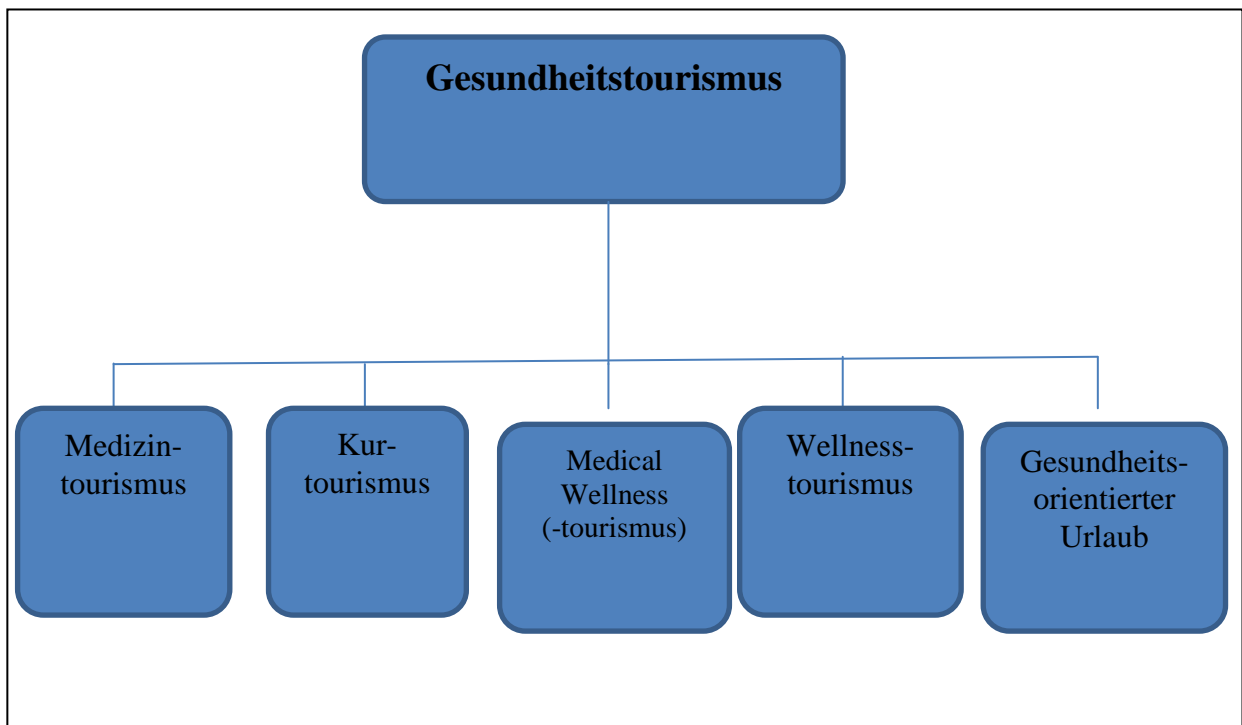 Gesundheitstourismus
Medizin-
tourismus
Kur-
tourismus
Medical
Wellness
(-tourismus)
Wellness-
tourismus
Gesundheits-
orientierter
Urlaub